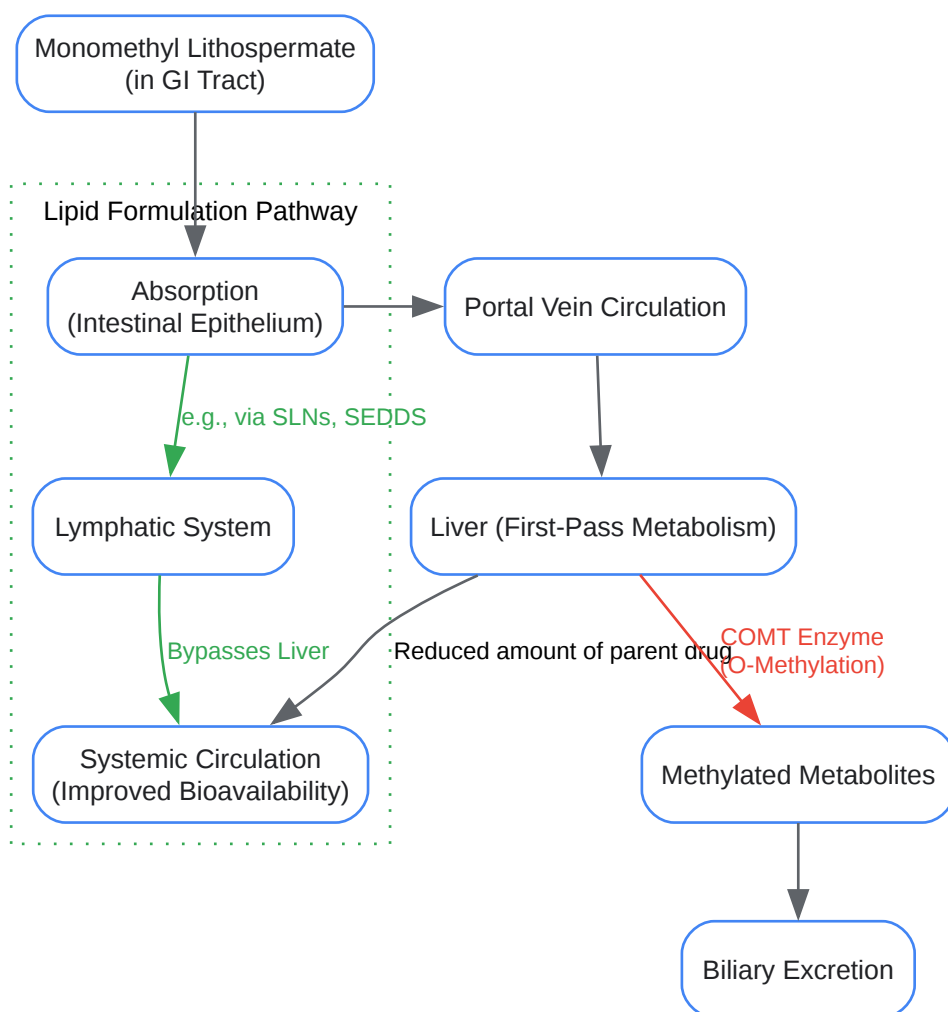 Monomethyl Lithospermate
(in GI Tract)
Lipid Formulation Pathway
Absorption
(Intestinal Epithelium)
Portal Vein Circulation
e.g., via SLNs, SEDDS
Lymphatic System
Liver (First-Pass Metabolism)
Bypasses Liver
Reduced amount of parent drug
COMT Enzyme
(O-Methylation)
Systemic Circulation
(Improved Bioavailability)
Methylated Metabolites
Biliary Excretion